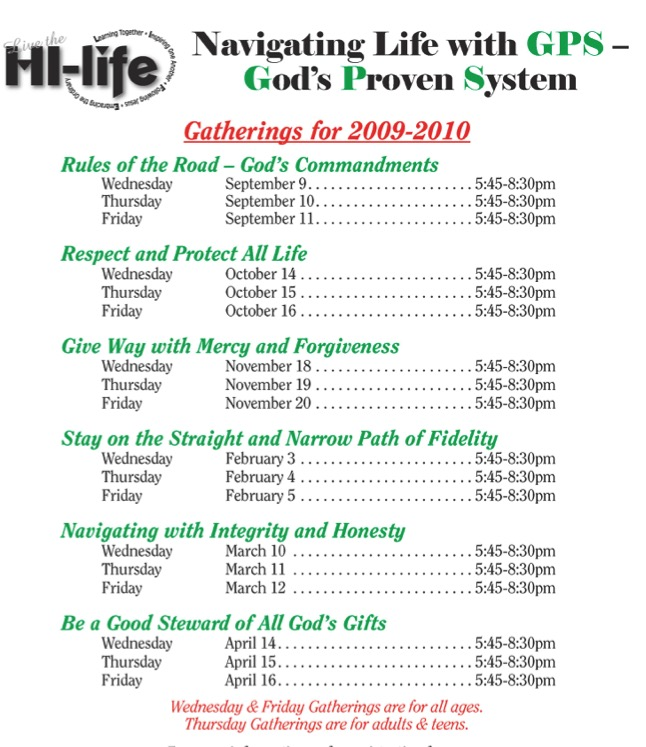 Live the
HI-life
Learning Together • Inspiring One Another • Following Jesus • Embracing the Ordinary
Navigating Life with GPS –
God's Proven System
Gatherings for 2009-2010
Rules of the Road – God's Commandments
Wednesday September 9. . . . . . . . . . . . . . . . . . . . . . 5:45-8:30pm
Thursday September 10. . . . . . . . . . . . . . . . . . . . . 5:45-8:30pm
Friday September 11. . . . . . . . . . . . . . . . . . . . . 5:45-8:30pm
Respect and Protect All Life
Wednesday October 14 . . . . . . . . . . . . . . . . . . . . . . . 5:45-8:30pm
Thursday October 15 . . . . . . . . . . . . . . . . . . . . . . . 5:45-8:30pm
Friday October 16 . . . . . . . . . . . . . . . . . . . . . . . 5:45-8:30pm
Give Way with Mercy and Forgiveness
Wednesday November 18 . . . . . . . . . . . . . . . . . . . . . 5:45-8:30pm
Thursday November 19 . . . . . . . . . . . . . . . . . . . . . 5:45-8:30pm
Friday November 20 . . . . . . . . . . . . . . . . . . . . . 5:45-8:30pm
Stay on the Straight and Narrow Path of Fidelity
Wednesday February 3 . . . . . . . . . . . . . . . . . . . . . . . 5:45-8:30pm
Thursday February 4 . . . . . . . . . . . . . . . . . . . . . . . 5:45-8:30pm
Friday February 5 . . . . . . . . . . . . . . . . . . . . . . . 5:45-8:30pm
Navigating with Integrity and Honesty
Wednesday March 10 . . . . . . . . . . . . . . . . . . . . . . . . 5:45-8:30pm
Thursday March 11 . . . . . . . . . . . . . . . . . . . . . . . . 5:45-8:30pm
Friday March 12 . . . . . . . . . . . . . . . . . . . . . . . . 5:45-8:30pm
Be a Good Steward of All God's Gifts
Wednesday April 14. . . . . . . . . . . . . . . . . . . . . . . . . . 5:45-8:30pm
Thursday April 15. . . . . . . . . . . . . . . . . . . . . . . . . . 5:45-8:30pm
Friday April 16. . . . . . . . . . . . . . . . . . . . . . . . . . 5:45-8:30pm
Wednesday & Friday Gatherings are for all ages.
Thursday Gatherings are for adults & teens.